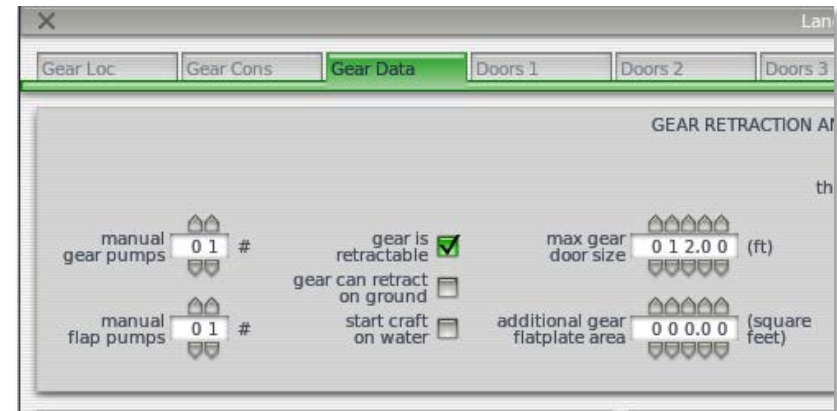 Lan
Gear Loc Gear Cons Gear Data Doors 1 Doors 2 Doors 3
GEAR RETRACTION AN
th
manual
gear pumps 0 1 #
gear is
retractable
max gear
door size 0 1 2.0 0 (ft)
gear can retract
on ground
manual
flap pumps 0 1 #
start craft
on water
additional gear
flatplate area 0 0 0.0 0 (square
feet)